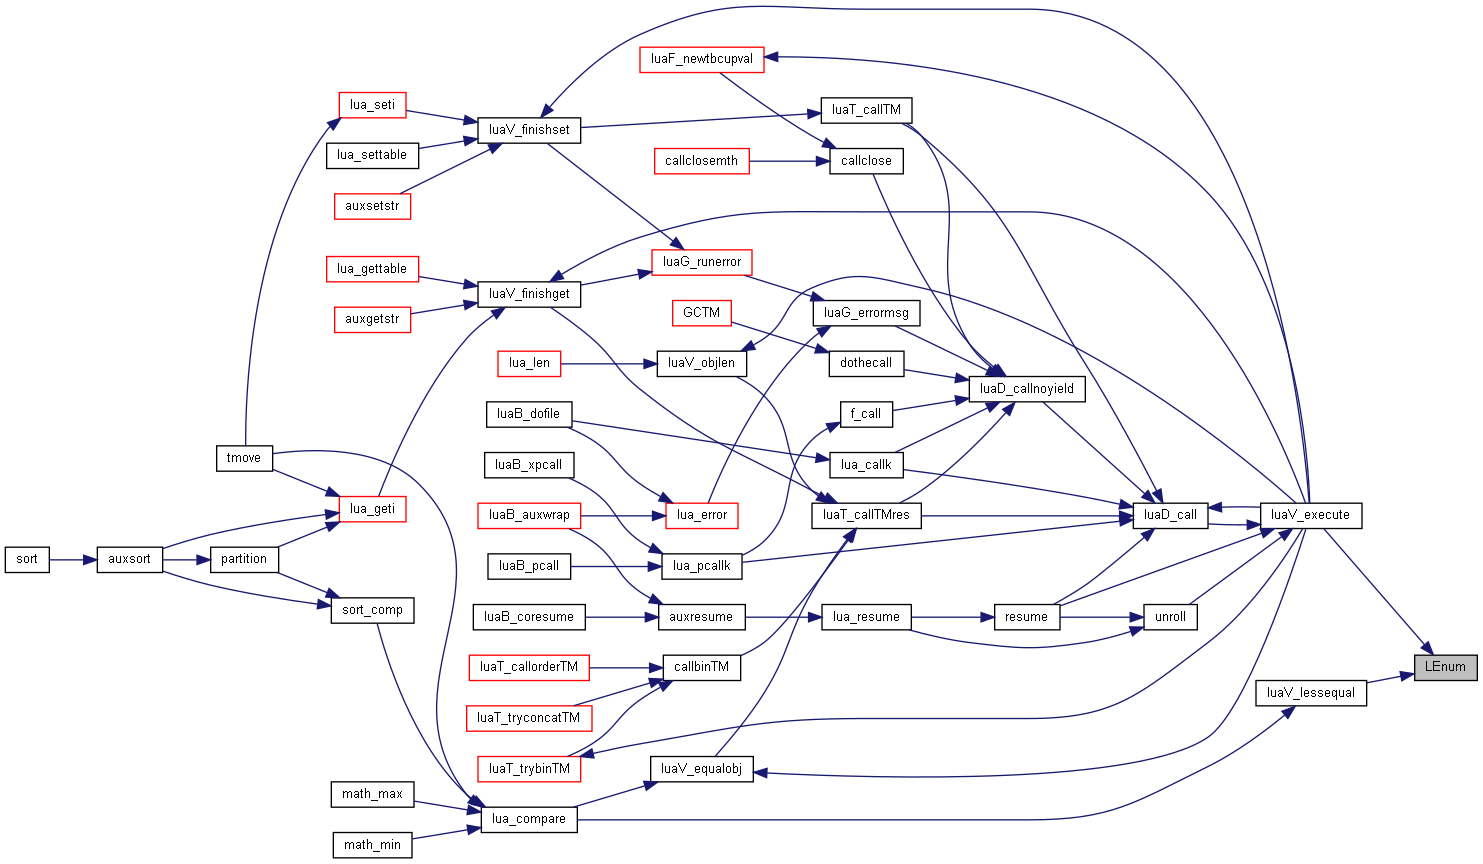 luaF_newtbcupval
lua_seti
luaT_callTM
luaV_finishset
lua_settable
callclosemth
callclose
auxsetstr
luaG_runerror
lua_gettable
luaV_finishget
GCTM
luaG_errormsg
auxgetstr
lua_len
luaV_objlen
dothecall
luaD_callnoyield
luaB_dofile
f_call
tmove
luaB_xpcall
lua_callk
lua_geti
luaB_auxwrap
lua_error
luaT_callTMres
luaD_call
luaV_execute
sort
auxsort
partition
luaB_pcall
lua_pcallk
sort_comp
luaB_coresume
auxresume
lua_resume
resume
unroll
luaT_callorderTM
callbinTM
LEnum
luaV_lessequal
luaT_tryconcatTM
luaT_trybinTM
luaV_equalobj
math_max
lua_compare
math_min